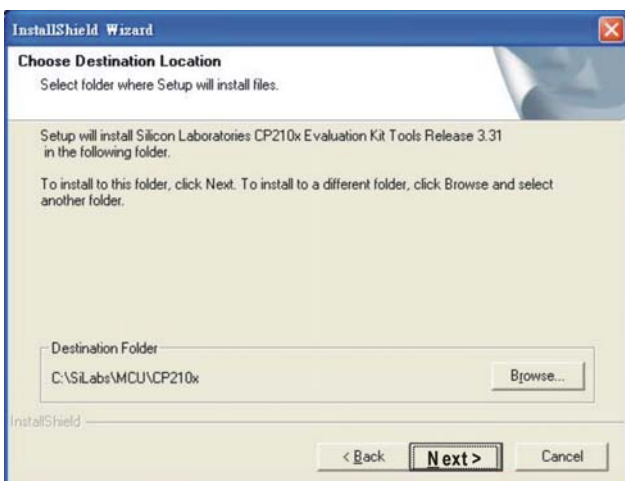 InstallShield Wizard
Choose Destination Location
Select folder where Setup will install files.
Setup will install Silicon Laboratories CP210x Evaluation Kit Tools Release 3.31
in the following folder.
To install to this folder, click Next. To install to a different folder, click Browse and select
another folder.
Destination Folder
C:\SiLabs\MCU\CP210x
Browse...
InstallShield
< Back
Next >
Cancel